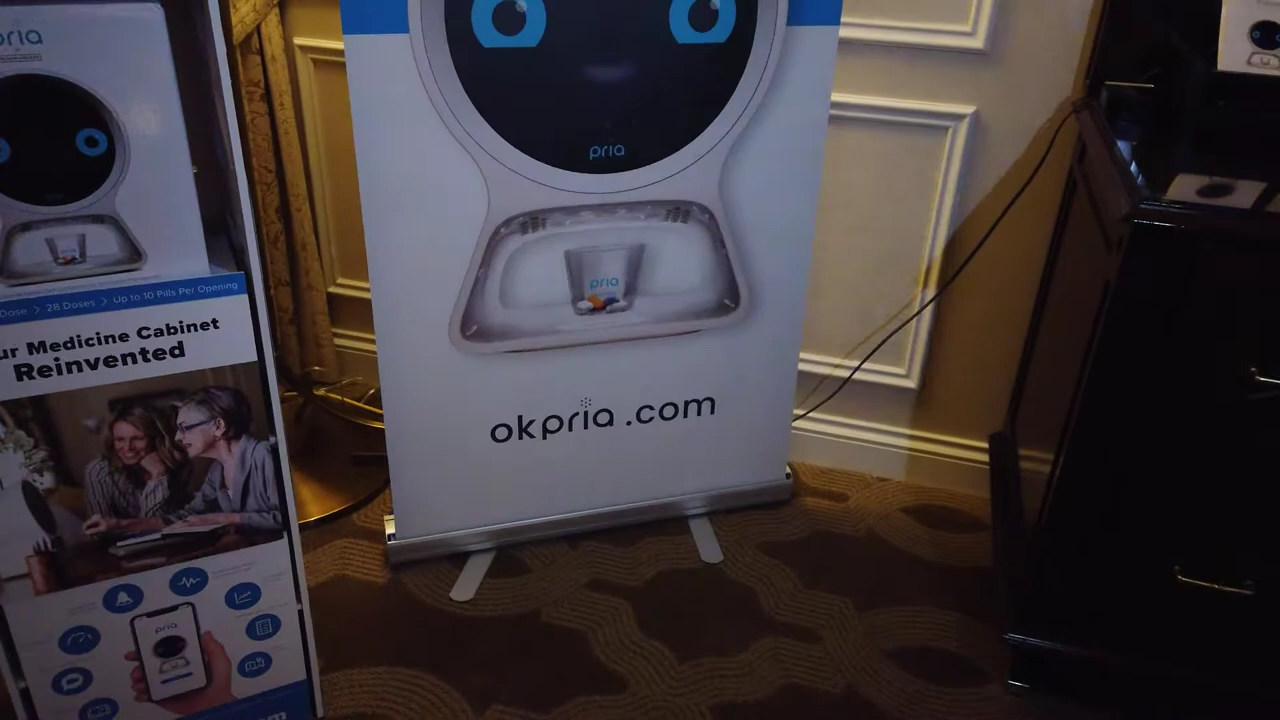 pria
Dose > 28 Doses > Up to 10 Pills Per Opening
ur Medicine Cabinet
Reinvented
pria
pria
pria
okpria.com